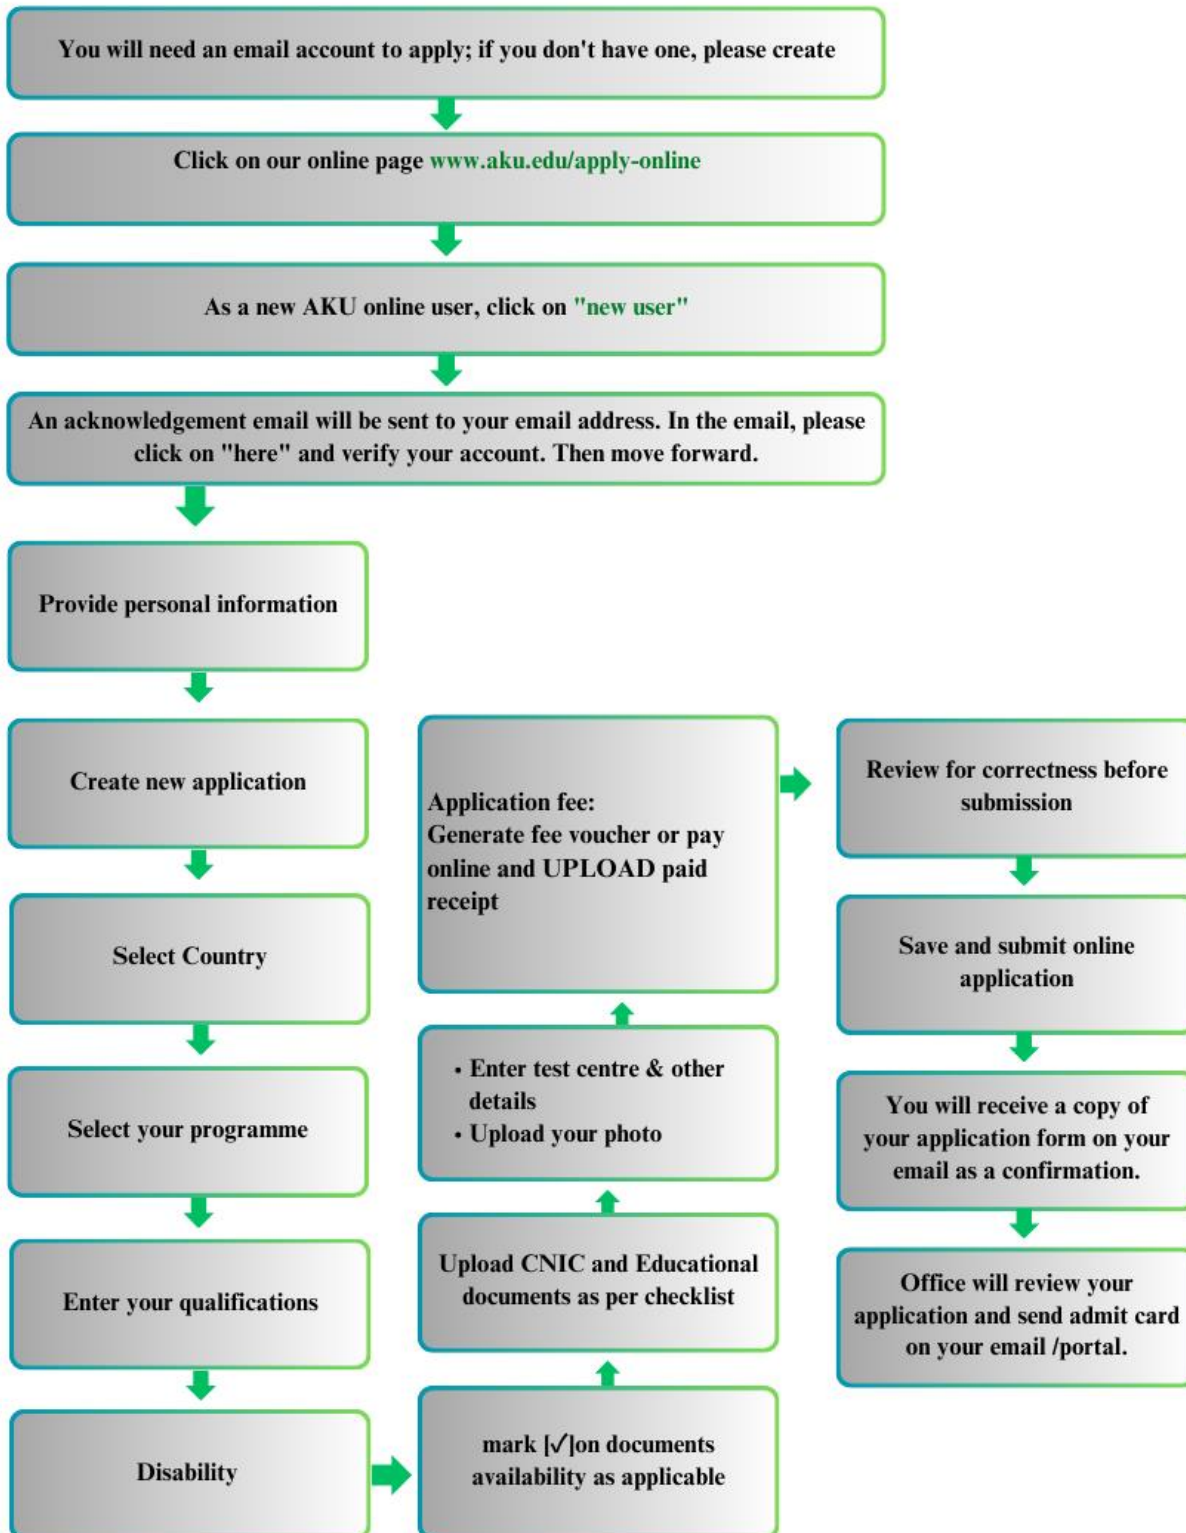 You will need an email account to apply; if you don't have one, please create
Click on our online page www.aku.edu/apply-online
As a new AKU online user, click on "new user"
An acknowledgement email will be sent to your email address. In the email, please
click on "here" and verify your account. Then move forward.
Provide personal information
Create new application
Select Country
Select your programme
Enter your qualifications
Disability
mark [✓]on documents
availability as applicable
Upload CNIC and Educational
documents as per checklist
• Enter test centre & other
details
• Upload your photo
Application fee:
Generate fee voucher or pay
online and UPLOAD paid
receipt
Review for correctness before
submission
Save and submit online
application
You will receive a copy of
your application form on your
email as a confirmation.
Office will review your
application and send admit card
on your email /portal.